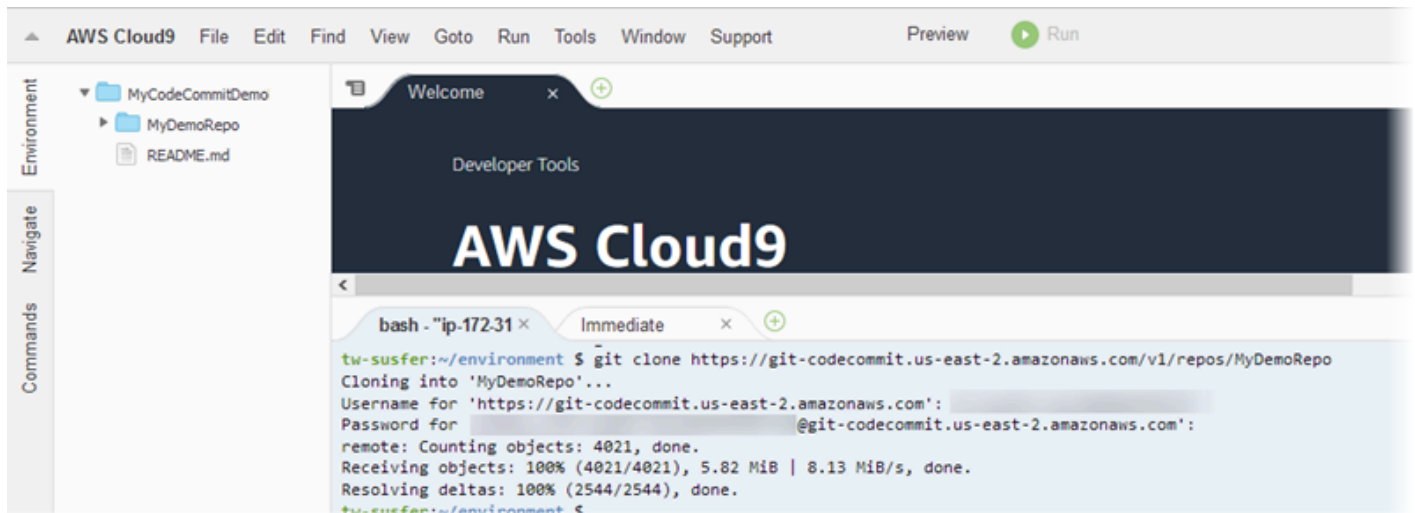 AWS Cloud9 File Edit Find View Goto Run Tools Window Support Preview Run
Environment
Navigate
Commands
MyCodeCommitDemo
MyDemoRepo
README.md
Welcome
Developer Tools
AWS Cloud9
bash - "ip-172-31 Immediate
tw-susfer:~/environment $ git clone https://git-codecommit.us-east-2.amazonaws.com/v1/repos/MyDemoRepo
Cloning into 'MyDemoRepo'...
Username for 'https://git-codecommit.us-east-2.amazonaws.com':
Password for @git-codecommit.us-east-2.amazonaws.com':
remote: Counting objects: 4021, done.
Receiving objects: 100% (4021/4021), 5.82 MiB | 8.13 MiB/s, done.
Resolving deltas: 100% (2544/2544), done.
tw-susfer:~/environment $